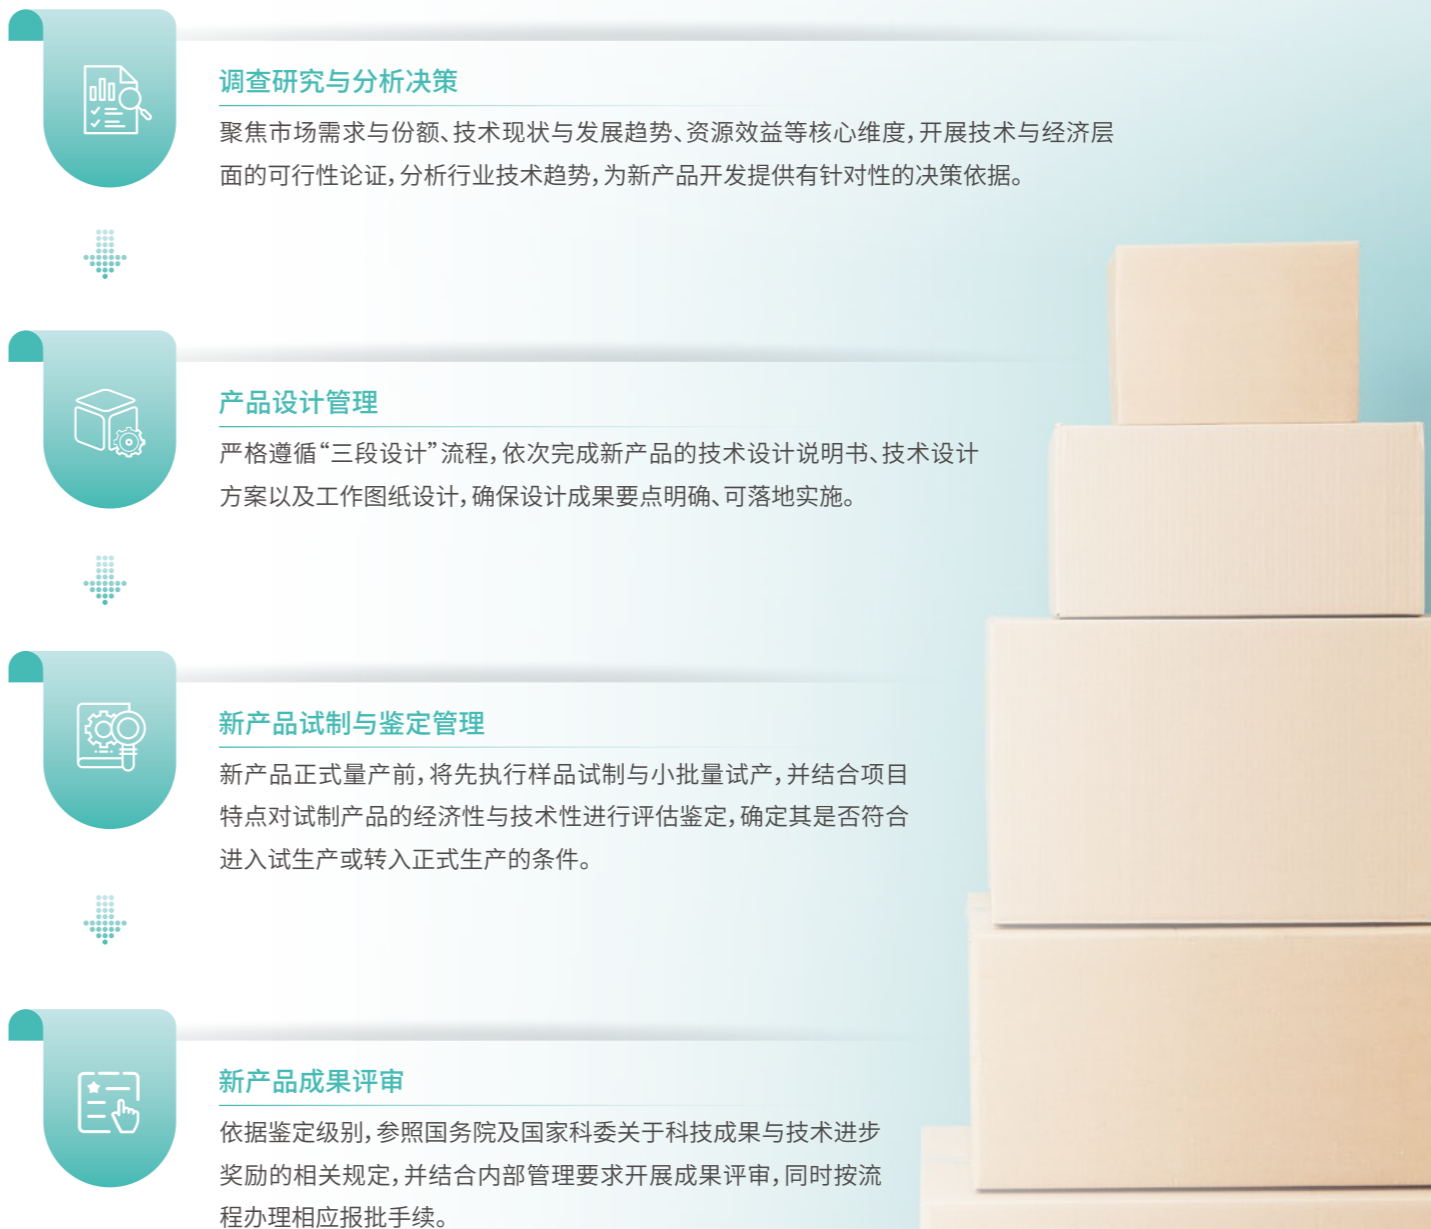 调查研究与分析决策
聚焦市场需求与份额、技术现状与发展趋势、资源效益等核心维度，开展技术与经济层
面的可行性论证，分析行业技术趋势，为新产品开发提供有针对性的决策依据。
产品设计管理
严格遵循“三段设计”流程，依次完成新产品的技术设计说明书、技术设计
方案以及工作图纸设计，确保设计成果要点明确、可落地实施。
新产品试制与鉴定管理
新产品正式量产前，将先执行样品试制与小批量试产，并结合项目
特点对试制产品的经济性与技术性进行评估鉴定，确定其是否符合
进入试生产或转入正式生产的条件。
新产品成果评审
依据鉴定级别，参照国务院及国家科委关于科技成果与技术进步
奖励的相关规定，并结合内部管理要求开展成果评审，同时按流
程办理相应报批手续。